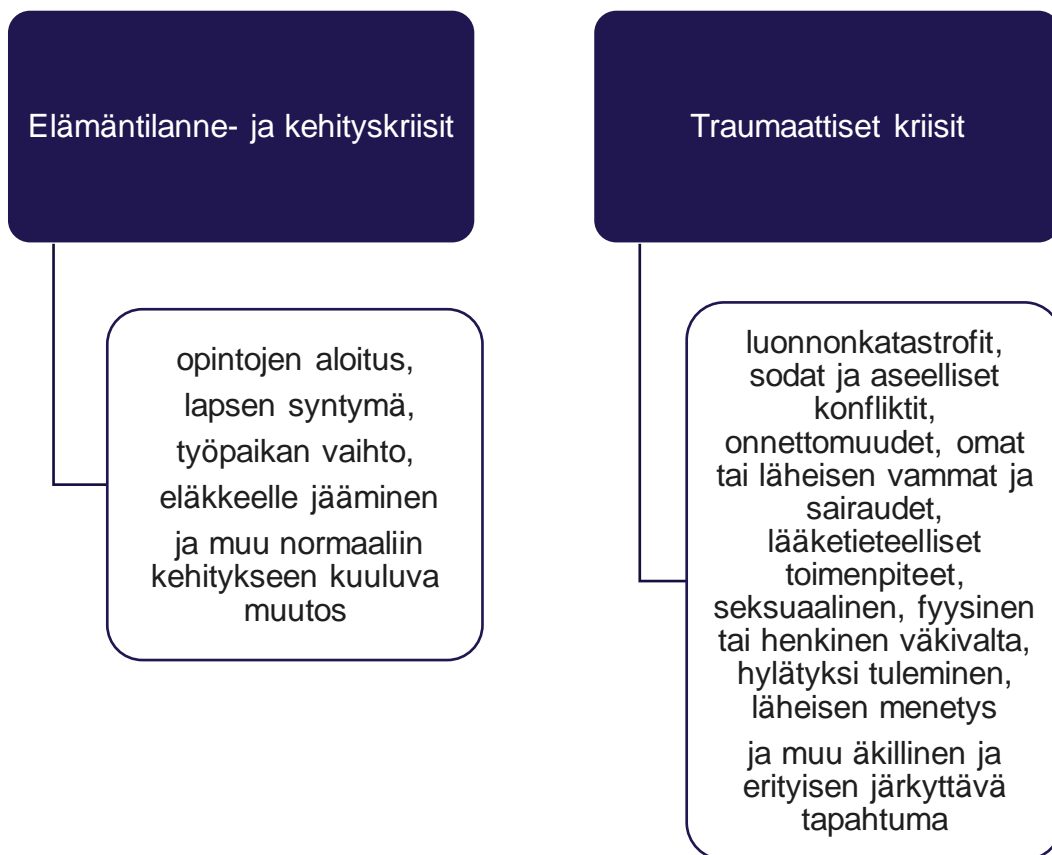 Elämäntilanne- ja kehityskriisit
opintojen aloitus,
lapsen syntymä,
työpaikan vaihto,
eläkkeelle jääminen
ja muu normaaliin
kehitykseen kuuluva
muutos
Traumaattiset kriisit
luonnonkatastrofit,
sodat ja aseelliset
konfliktit,
onnettomuudet, omat
tai läheisen vammat ja
sairaudet,
lääketieteelliset
toimenpiteet,
seksuaalinen, fyysinen
tai henkinen väkivalta,
hylätyksi tuleminen,
läheisen menetys
ja muu äkillinen ja
erityisen järkyttävä
tapahtuma